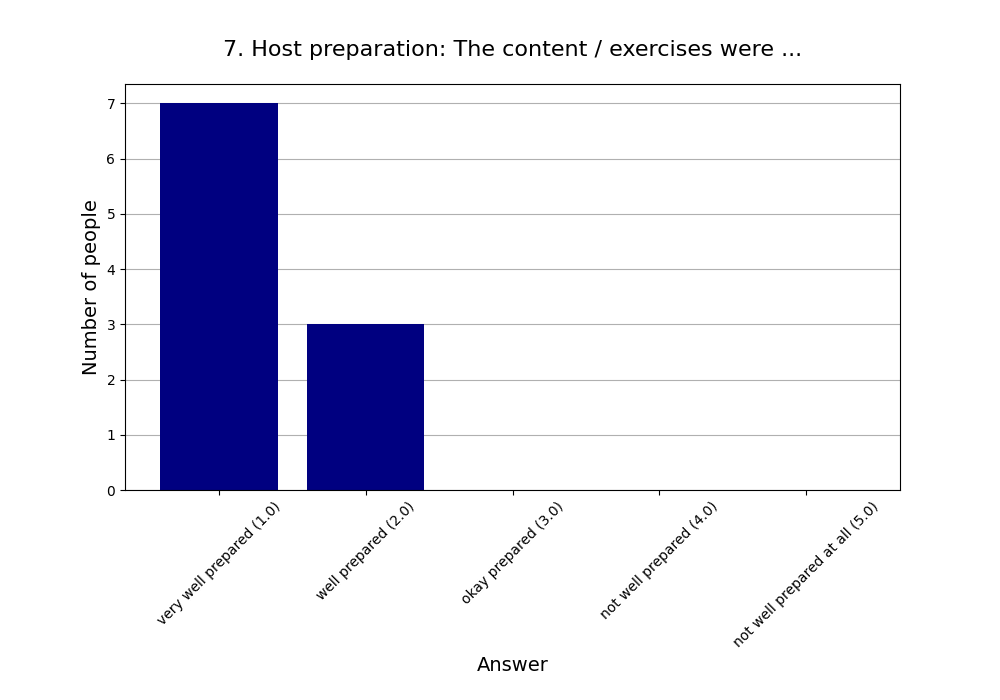 7. Host preparation: The content / exercises were ...
Number of people
7
6
5
4
3
2
1
0
very well prepared (1.0)
well prepared (2.0)
okay prepared (3.0)
not well prepared (4.0)
not well prepared at all (5.0)
Answer